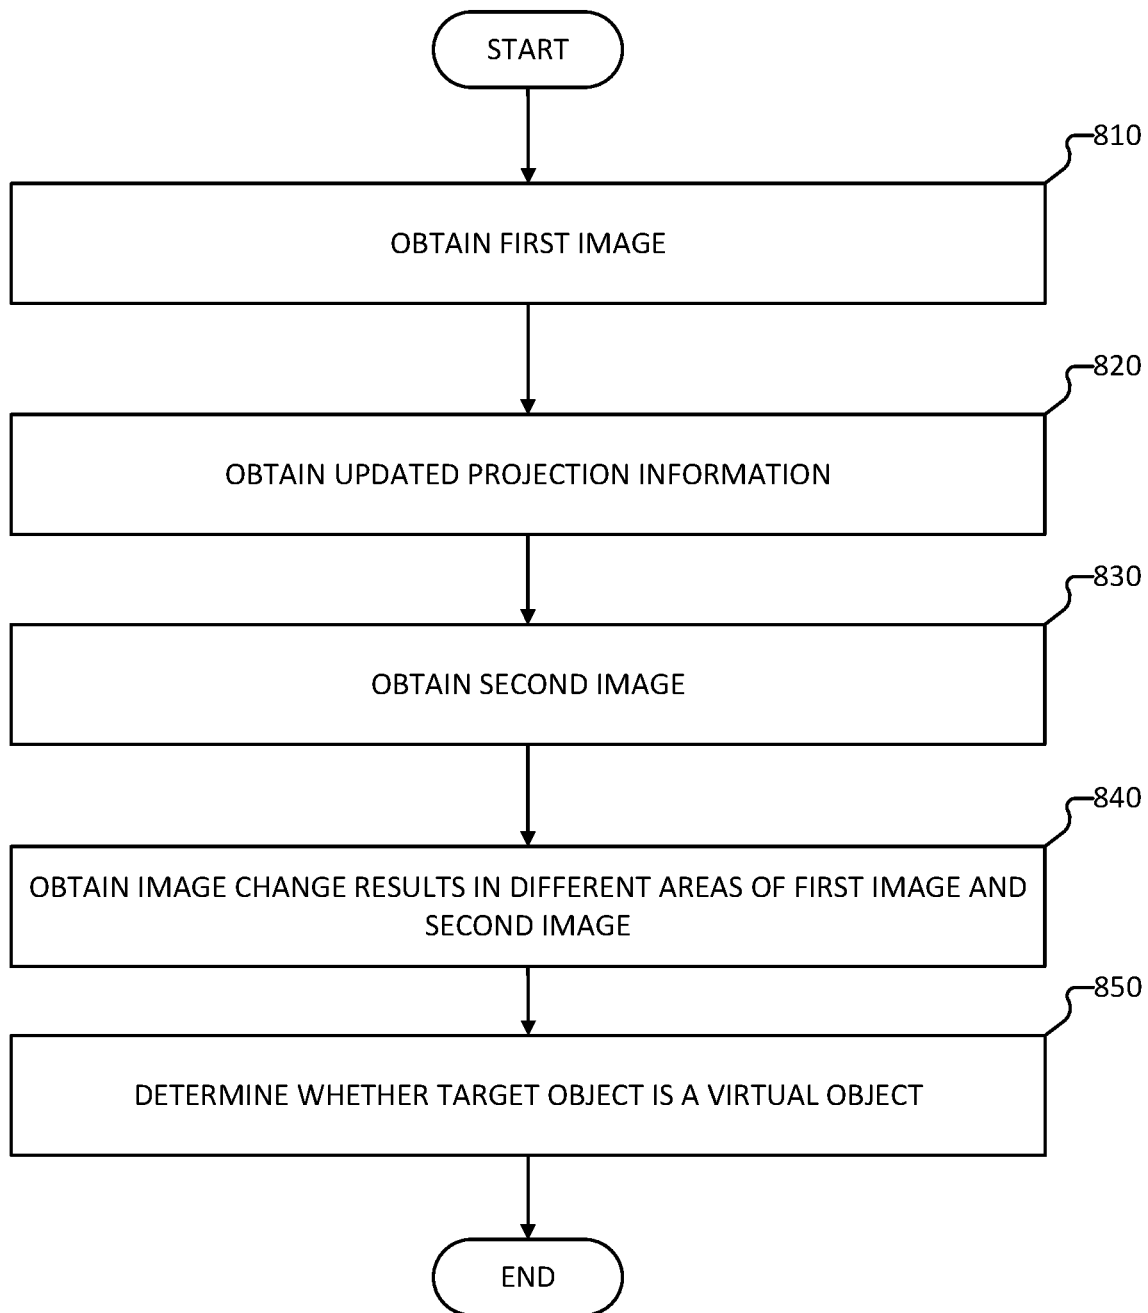 START
810
OBTAIN FIRST IMAGE
820
OBTAIN UPDATED PROJECTION INFORMATION
830
OBTAIN SECOND IMAGE
840
OBTAIN IMAGE CHANGE RESULTS IN DIFFERENT AREAS OF FIRST IMAGE AND
SECOND IMAGE
850
DETERMINE WHETHER TARGET OBJECT IS A VIRTUAL OBJECT
END